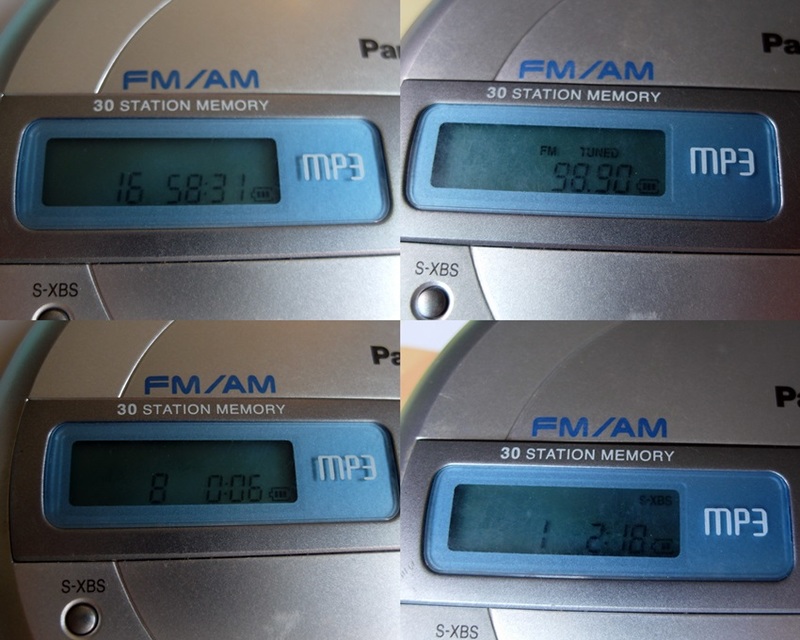 Pa
FM/AM
30 STATION MEMORY
16 58:31
MP3
S-XBS
Pa
FM/AM
30 STATION MEMORY
FM TUNED
98.90
MP3
S-XBS
Pa
FM/AM
30 STATION MEMORY
8 0:06
MP3
S-XBS
Pa
FM/AM
30 STATION MEMORY
S-XBS
1 2:18
MP3
S-XBS